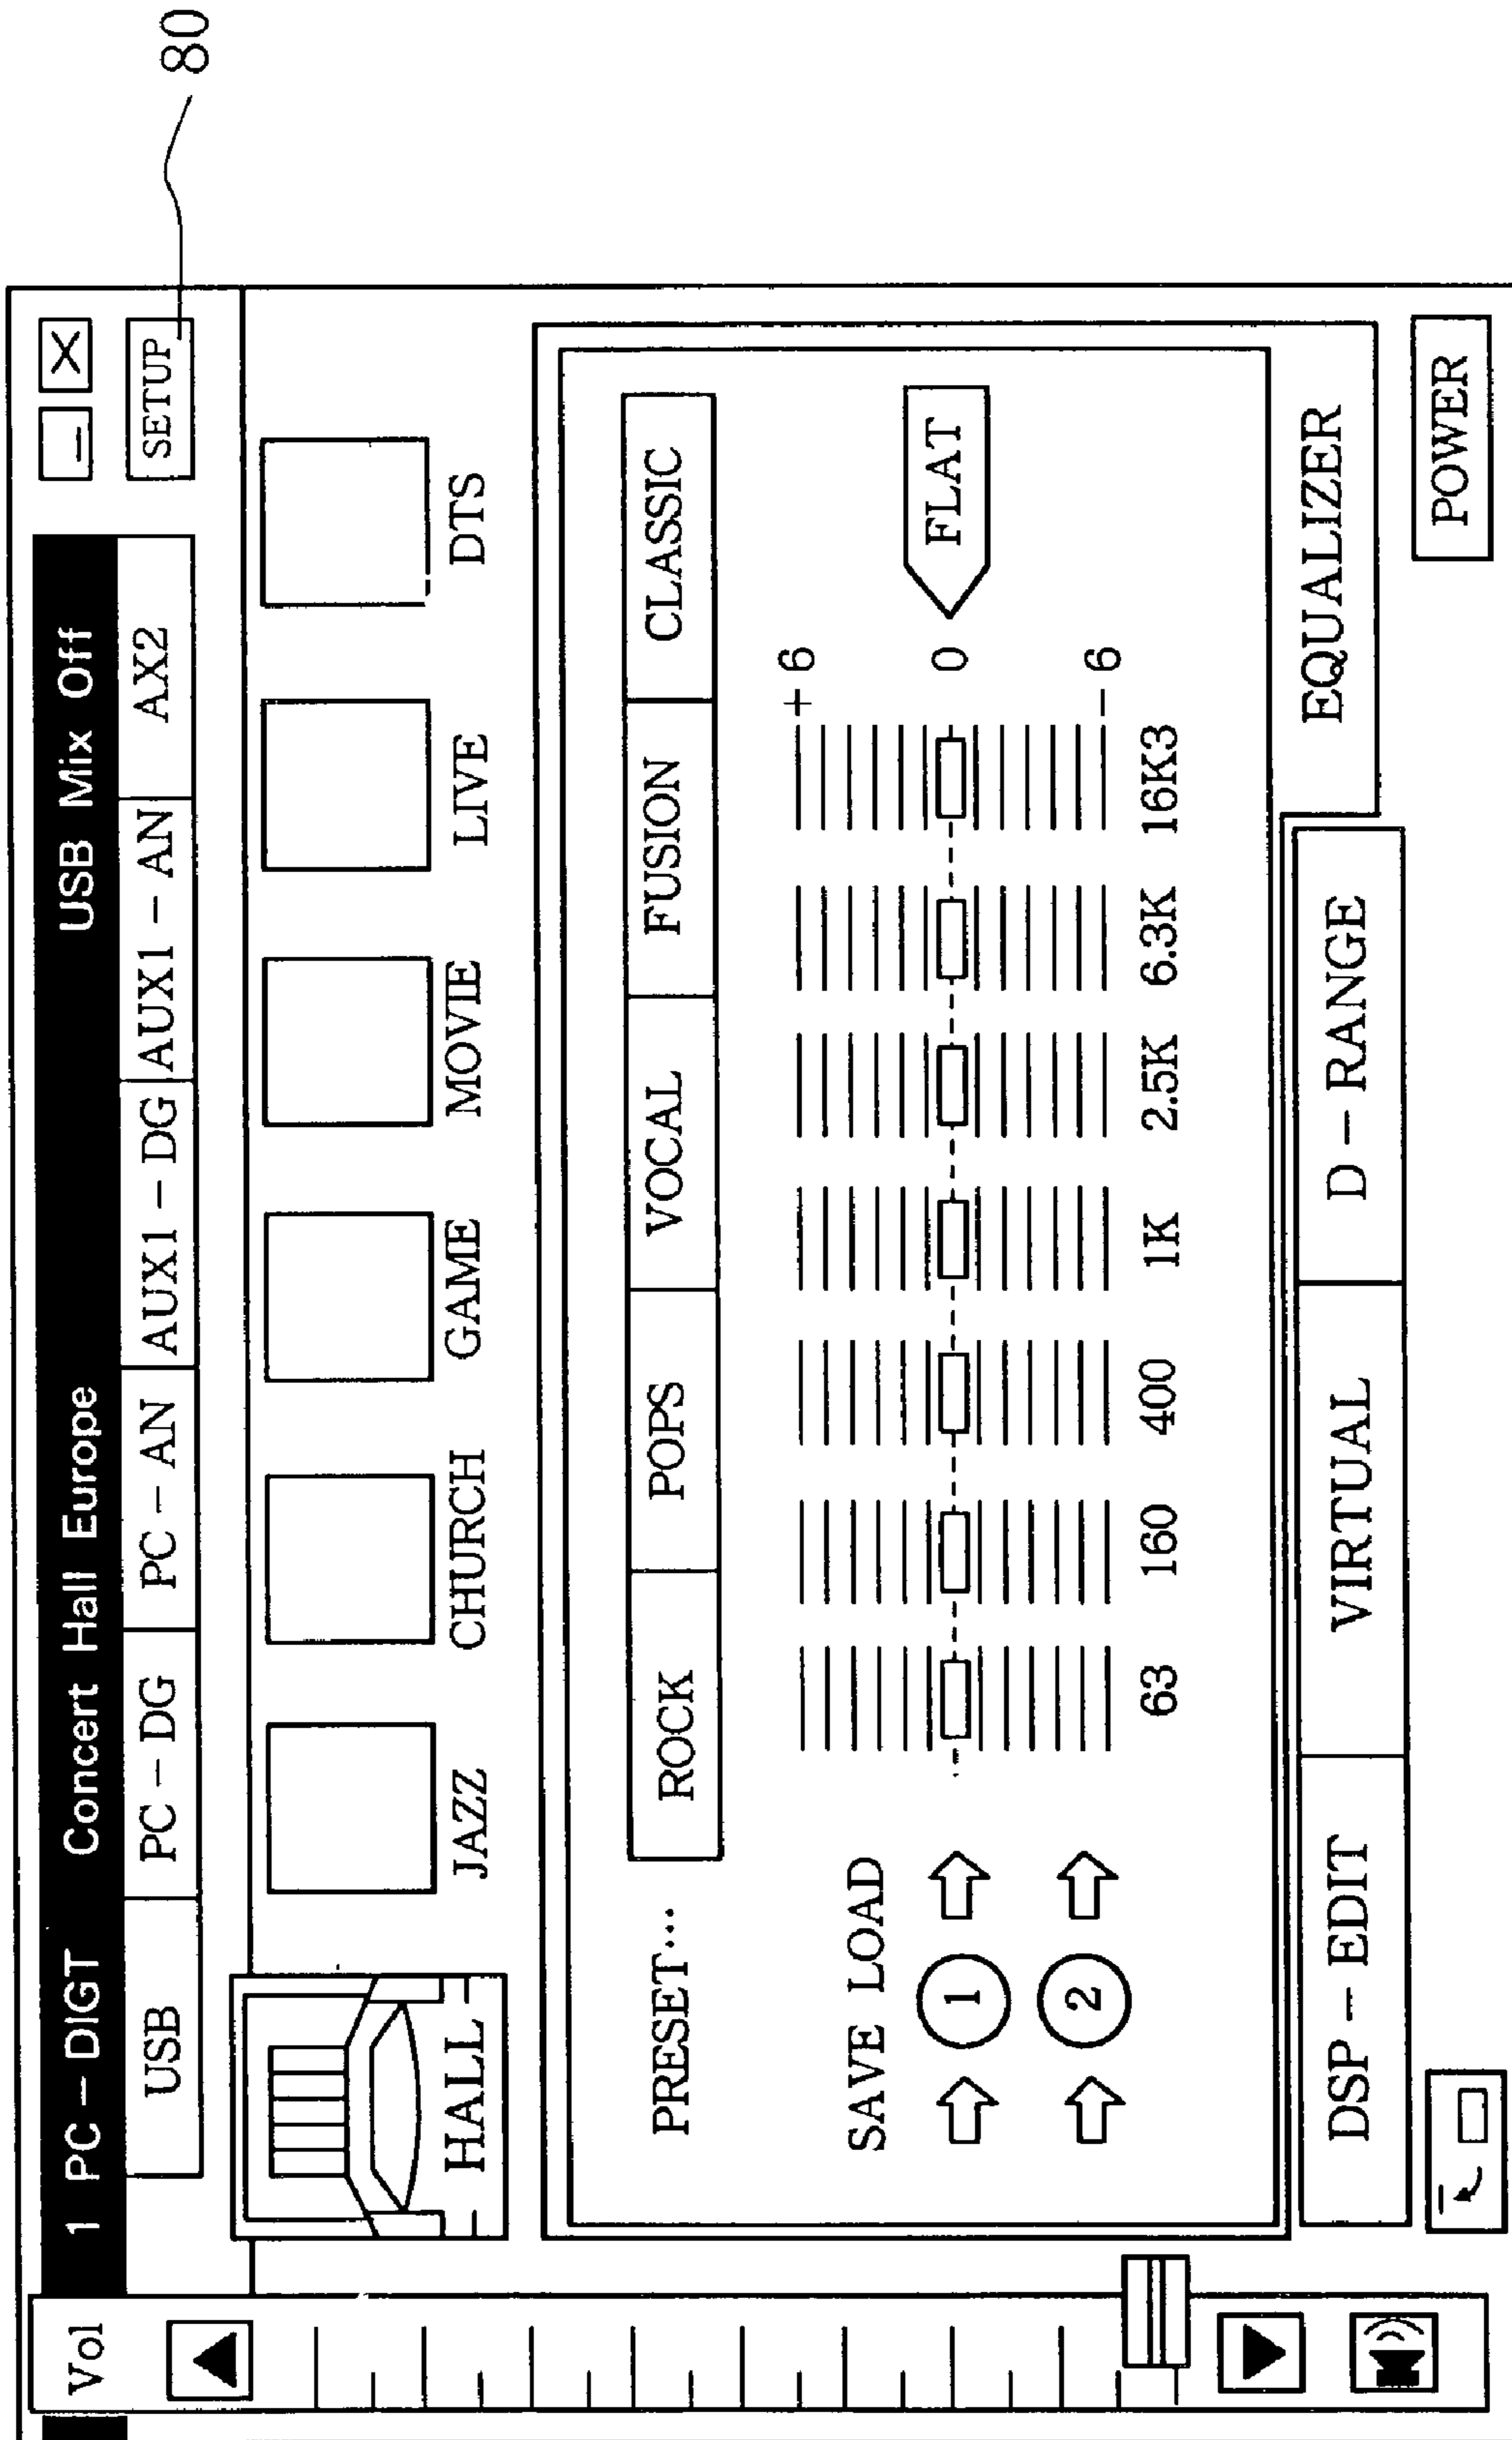 80
SETUP
Vol
1 PC – DIGT Concert Hall Europe USB Mix Off
USB PC – DG PC – AN AUX1 – DG AUX1 – AN AX2
HALL JAZZ CHURCH GAME MOVIE LIVE DTS
PRESET··· ROCK POPS VOCAL FUSION CLASSIC
SAVE LOAD
1
2
+6
0
–6
FLAT
63 160 400 1K 2.5K 6.3K 16K3
DSP – EDIT VIRTUAL D – RANGE EQUALIZER
POWER